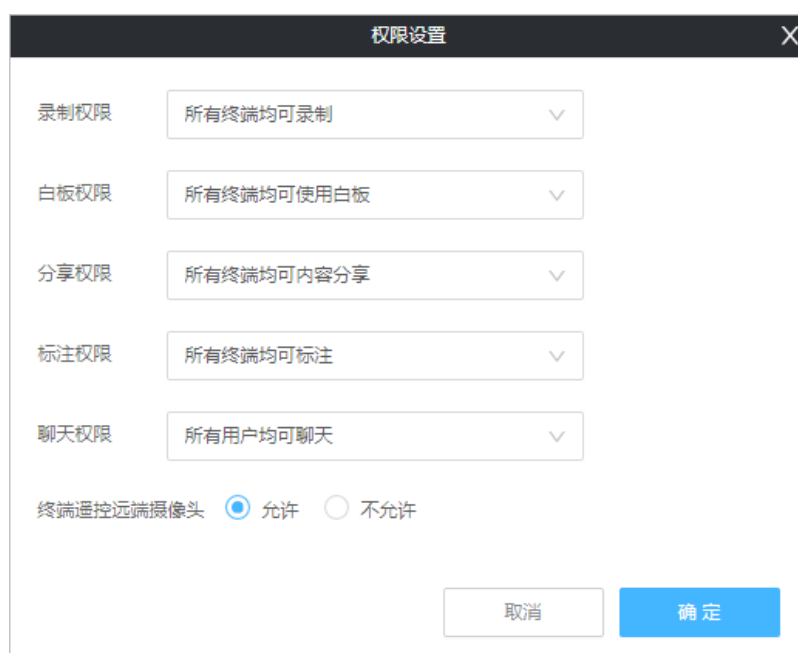 权限设置
录制权限 所有终端均可录制
白板权限 所有终端均可使用白板
分享权限 所有终端均可内容分享
标注权限 所有终端均可标注
聊天权限 所有用户均可聊天
终端遥控远端摄像头 允许 不允许
取消 确定